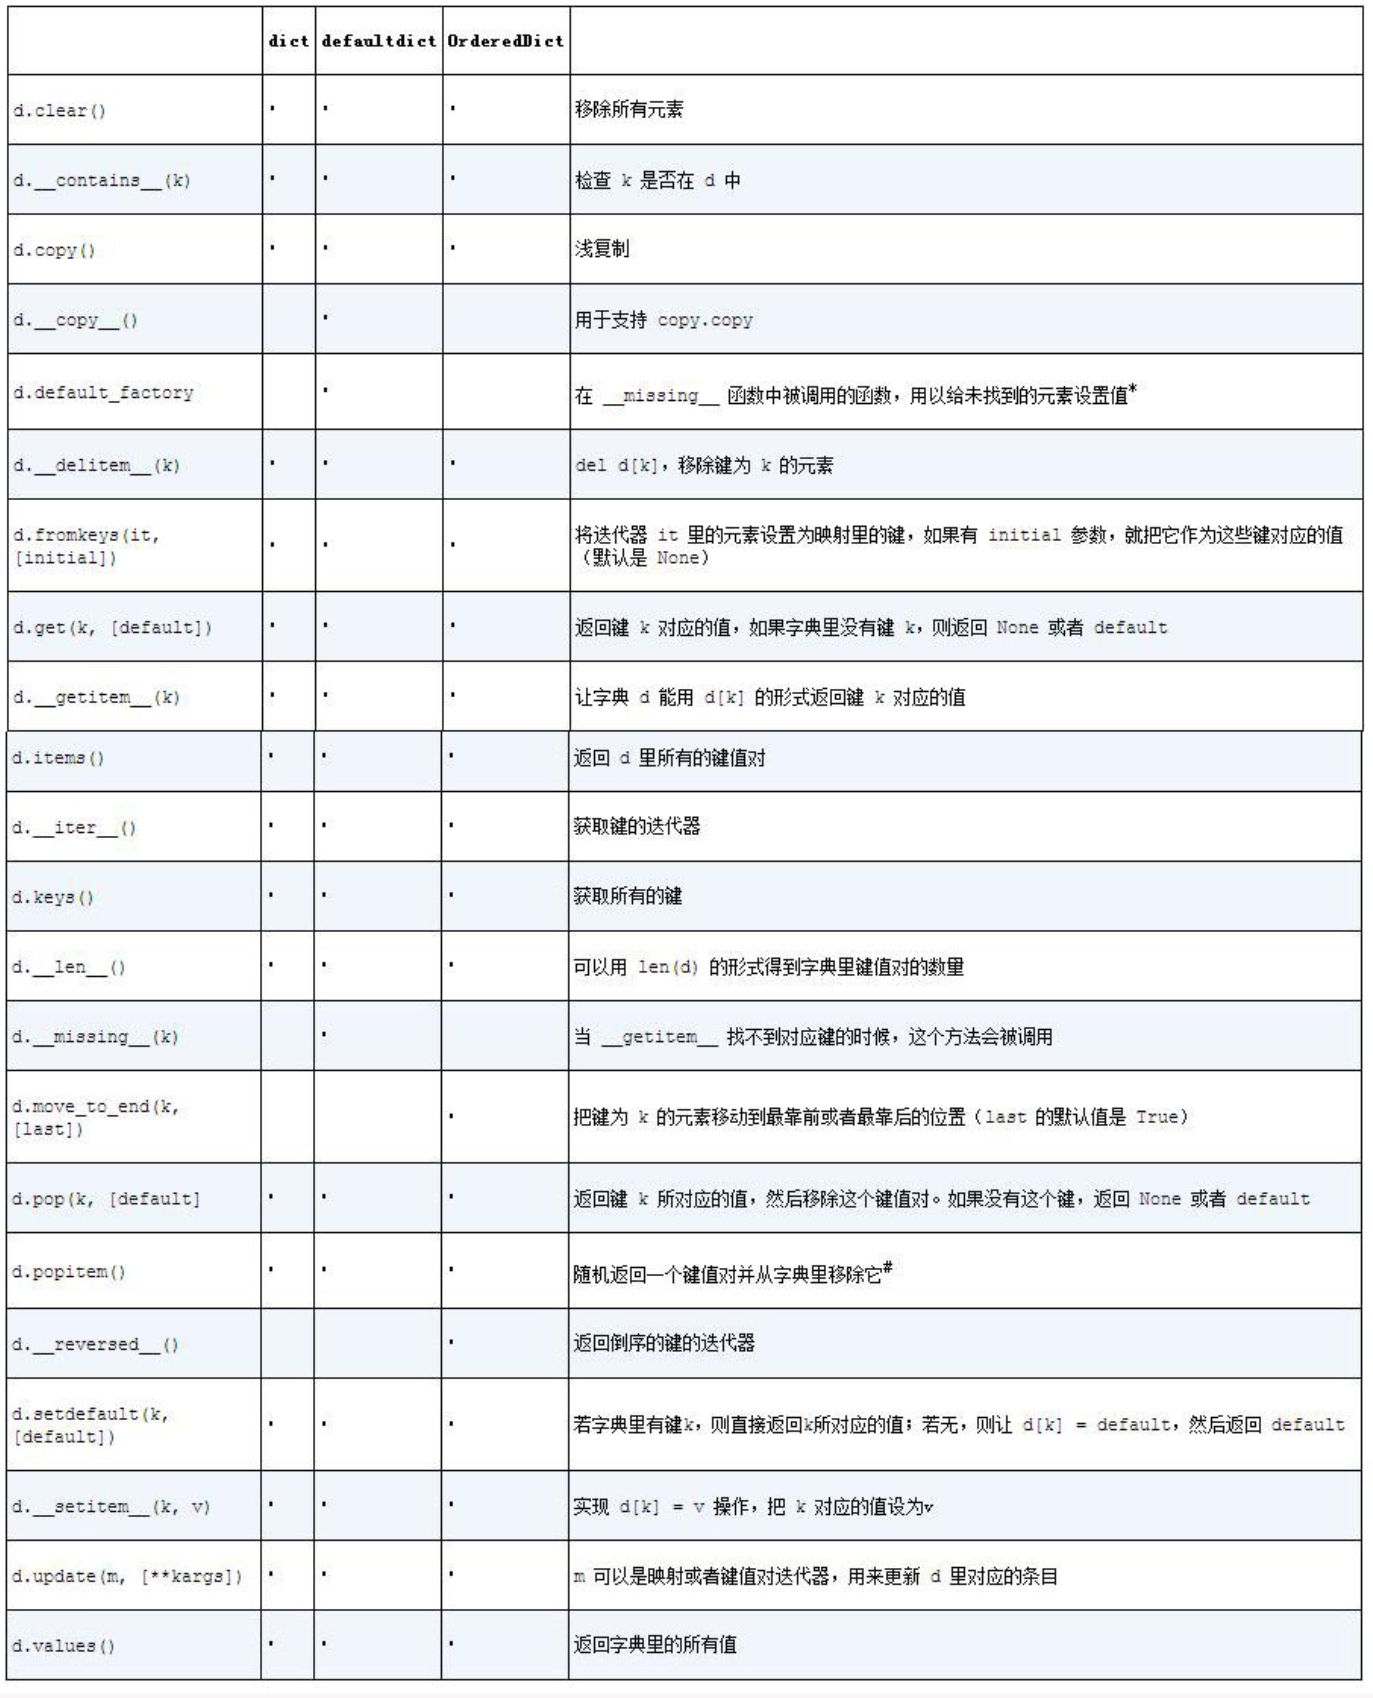 dict defaultdict OrderedDict
d.clear() · · · 移除所有元素
d.__contains__(k) · · · 检查 k 是否在 d 中
d.copy() · · · 浅复制
d.__copy__() · 用于支持 copy.copy
d.default_factory · 在 __missing__ 函数中被调用的函数，用以给未找到的元素设置值*
d.__delitem__(k) · · · del d[k]，移除键为 k 的元素
d.fromkeys(it,
[initial]) · · · 将迭代器 it 里的元素设置为映射里的键，如果有 initial 参数，就把它作为这些键对应的值
（默认是 None）
d.get(k, [default]) · · · 返回键 k 对应的值，如果字典里没有键 k，则返回 None 或者 default
d.__getitem__(k) · · · 让字典 d 能用 d[k] 的形式返回键 k 对应的值
d.items() · · · 返回 d 里所有的键值对
d.__iter__() · · · 获取键的迭代器
d.keys() · · · 获取所有的键
d.__len__() · · · 可以用 len(d) 的形式得到字典里键值对的数量
d.__missing__(k) · 当 __getitem__ 找不到对应键的时候，这个方法会被调用
d.move_to_end(k,
[last]) · 把键为 k 的元素移动到最靠前或者最靠后的位置（last 的默认值是 True）
d.pop(k, [default] · · · 返回键 k 所对应的值，然后移除这个键值对。如果没有这个键，返回 None 或者 default
d.popitem() · · · 随机返回一个键值对并从字典里移除它#
d.__reversed__() · 返回倒序的键的迭代器
d.setdefault(k,
[default]) · · · 若字典里有键k，则直接返回k所对应的值；若无，则让 d[k] = default，然后返回 default
d.__setitem__(k, v) · · · 实现 d[k] = v 操作，把 k 对应的值设为v
d.update(m, [**kargs]) · · · m 可以是映射或者键值对迭代器，用来更新 d 里对应的条目
d.values() · · · 返回字典里的所有值